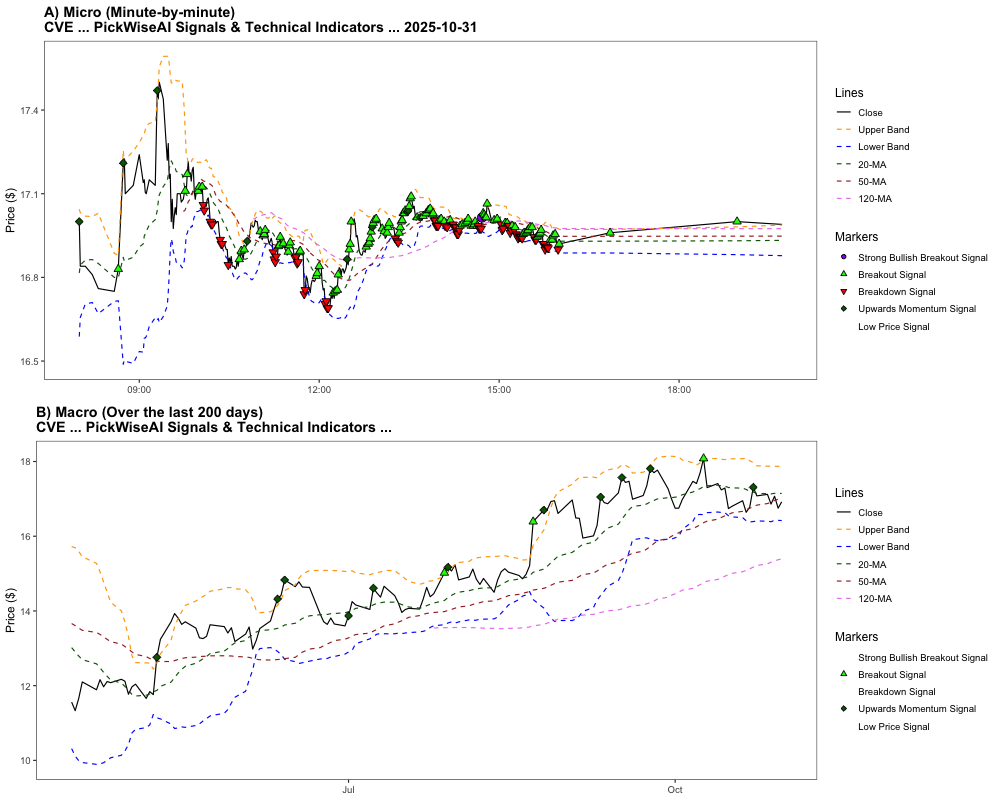 A) Micro (Minute-by-minute)
CVE ... PickWiseAI Signals & Technical Indicators ... 2025-10-31
Price ($)
17.4
17.1
16.8
16.5
09:00
12:00
15:00
18:00
Lines
Close
Upper Band
Lower Band
20-MA
50-MA
120-MA
Markers
Strong Bullish Breakout Signal
Breakout Signal
Breakdown Signal
Upwards Momentum Signal
Low Price Signal
B) Macro (Over the last 200 days)
CVE ... PickWiseAI Signals & Technical Indicators ...
Price ($)
18
16
14
12
10
Jul
Oct
Lines
Close
Upper Band
Lower Band
20-MA
50-MA
120-MA
Markers
Strong Bullish Breakout Signal
Breakout Signal
Breakdown Signal
Upwards Momentum Signal
Low Price Signal